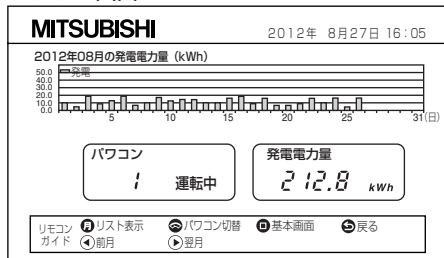 MITSUBISHI
2012年 8月27日 16:05
2012年08月の発電電力量（kWh）
50.0
40.0
30.0
20.0
10.0
0.0
発電
5 10 15 20 25 31(日)
パワコン
1 運転中
発電電力量
212.8 kWh
リモコンガイド
月リスト表示 パワコン切替 基本画面 戻る
前月 翌月